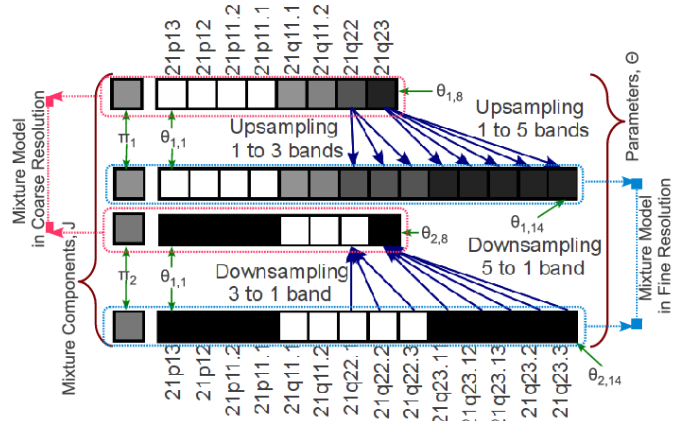 21p13
21p12
21p11.2
21p11.1
21q11.1
21q11.2
21q22
21q23
Mixture Model
in Coarse Resolution
Mixture Components, J
π1
θ1,1
θ1,8
Upsampling
1 to 3 bands
Upsampling
1 to 5 bands
Parameters, Θ
θ1,14
θ2,8
π2
θ1,1
Downsampling
3 to 1 band
Downsampling
5 to 1 band
Mixture Model
in Fine Resolution
θ2,14
21p13
21p12
21p11.2
21p11.1
21q11.1
21q11.2
21q22.1
21q22.2
21q22.3
21q23.11
21q23.12
21q23.13
21q23.2
21q23.3